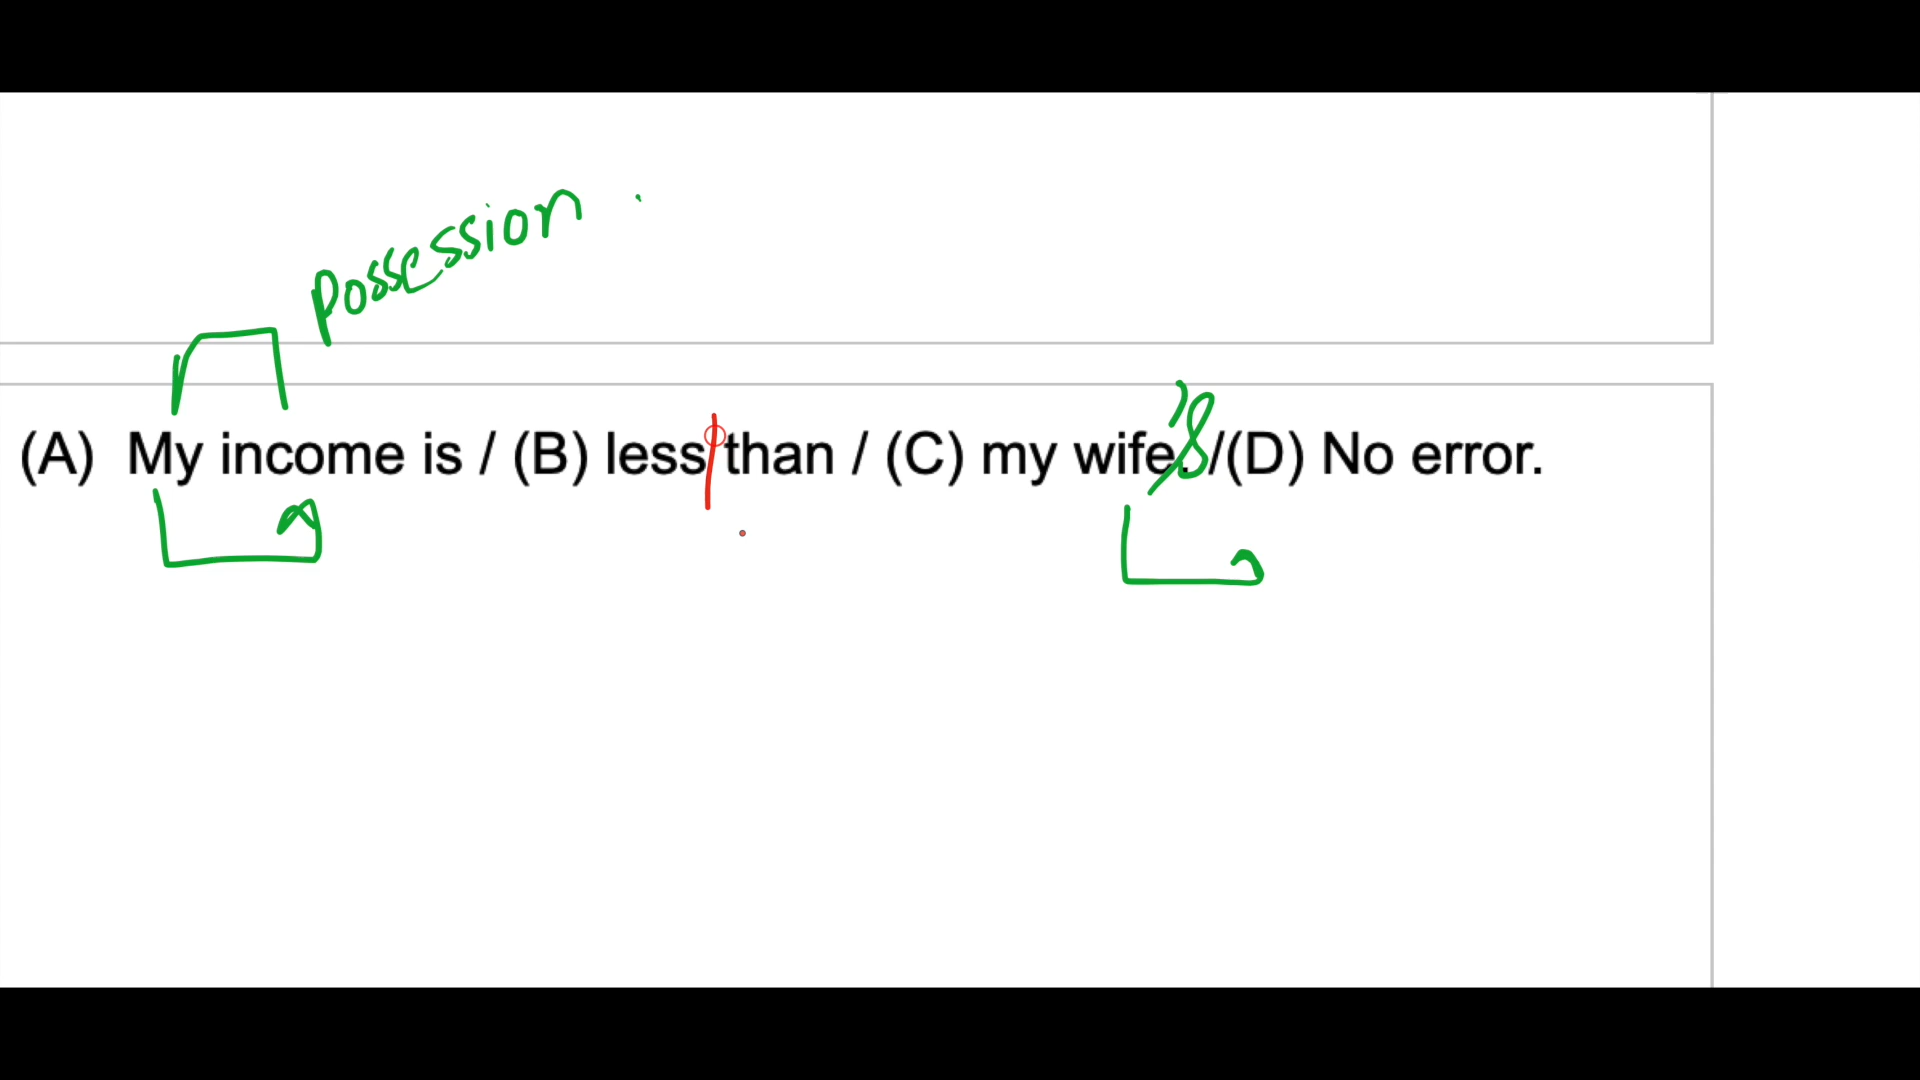 possession
(A) My income is / (B) less than / (C) my wife.'s /(D) No error.